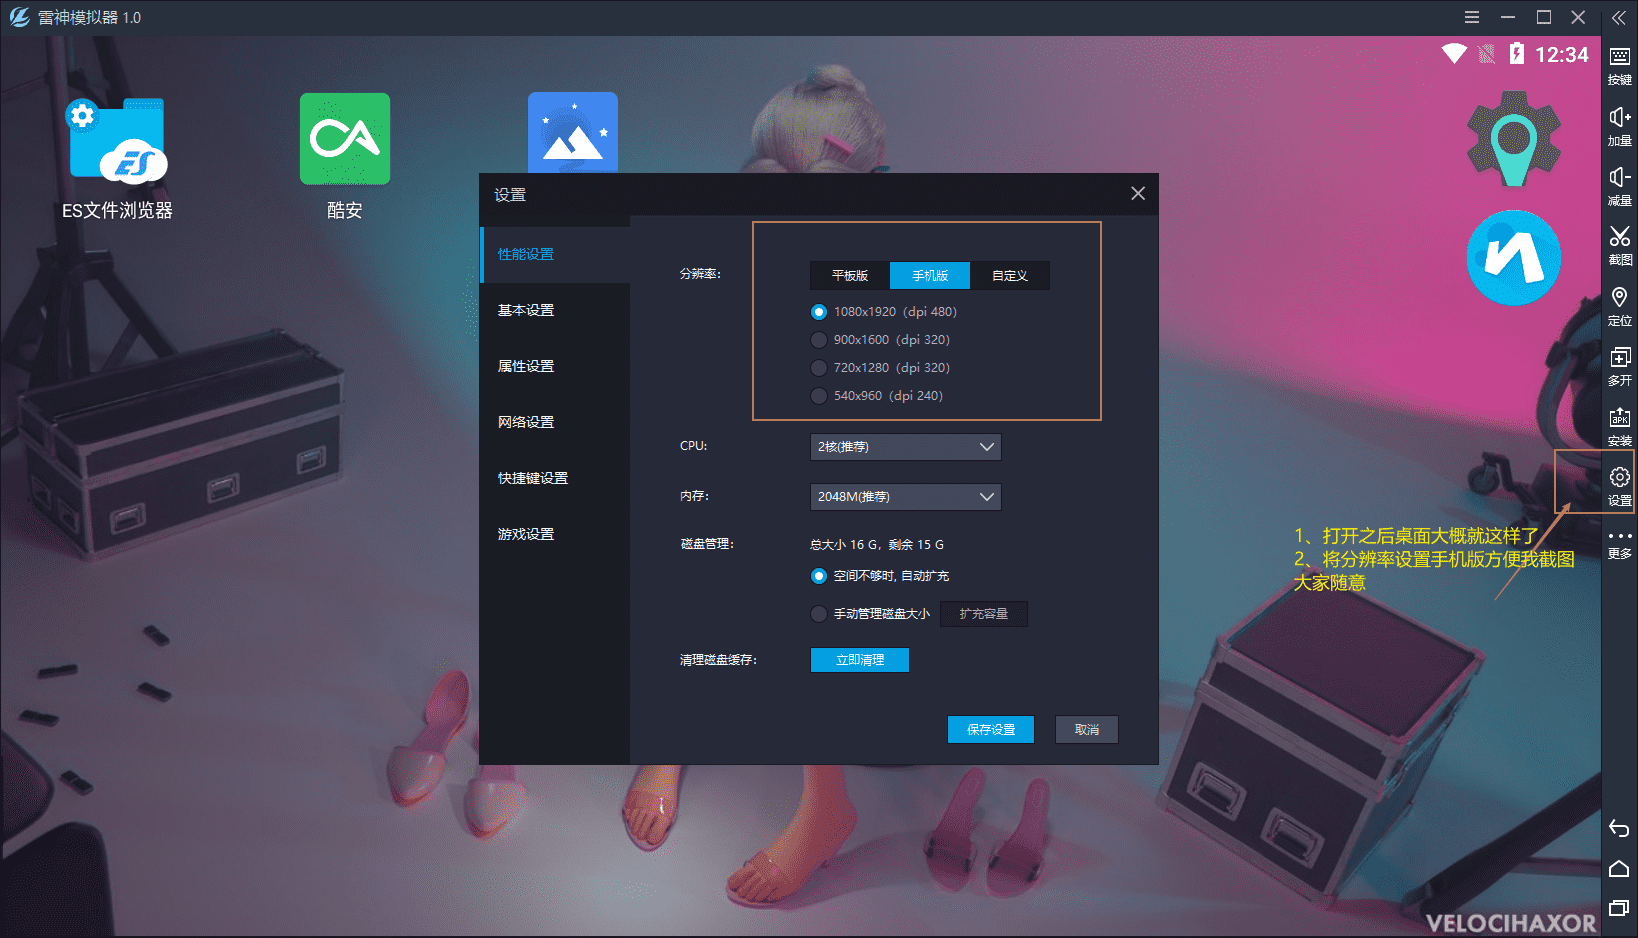 雷神模拟器 1.0
12:34
按键
加量
减量
截图
定位
多开
APK
安装
设置
更多
ES
ES文件浏览器
酷安
设置
性能设置
基本设置
属性设置
网络设置
快捷键设置
游戏设置
分辨率:
平板版 手机版 自定义
1080x1920（dpi 480）
900x1600（dpi 320）
720x1280（dpi 320）
540x960（dpi 240）
CPU:
2核(推荐)
内存:
2048M(推荐)
磁盘管理:
总大小 16 G，剩余 15 G
空间不够时, 自动扩充
手动管理磁盘大小 扩充容量
清理磁盘缓存:
立即清理
保存设置 取消
1、打开之后桌面大概就这样了
2、将分辨率设置手机版方便我截图
大家随意
VELOCIHAXOR